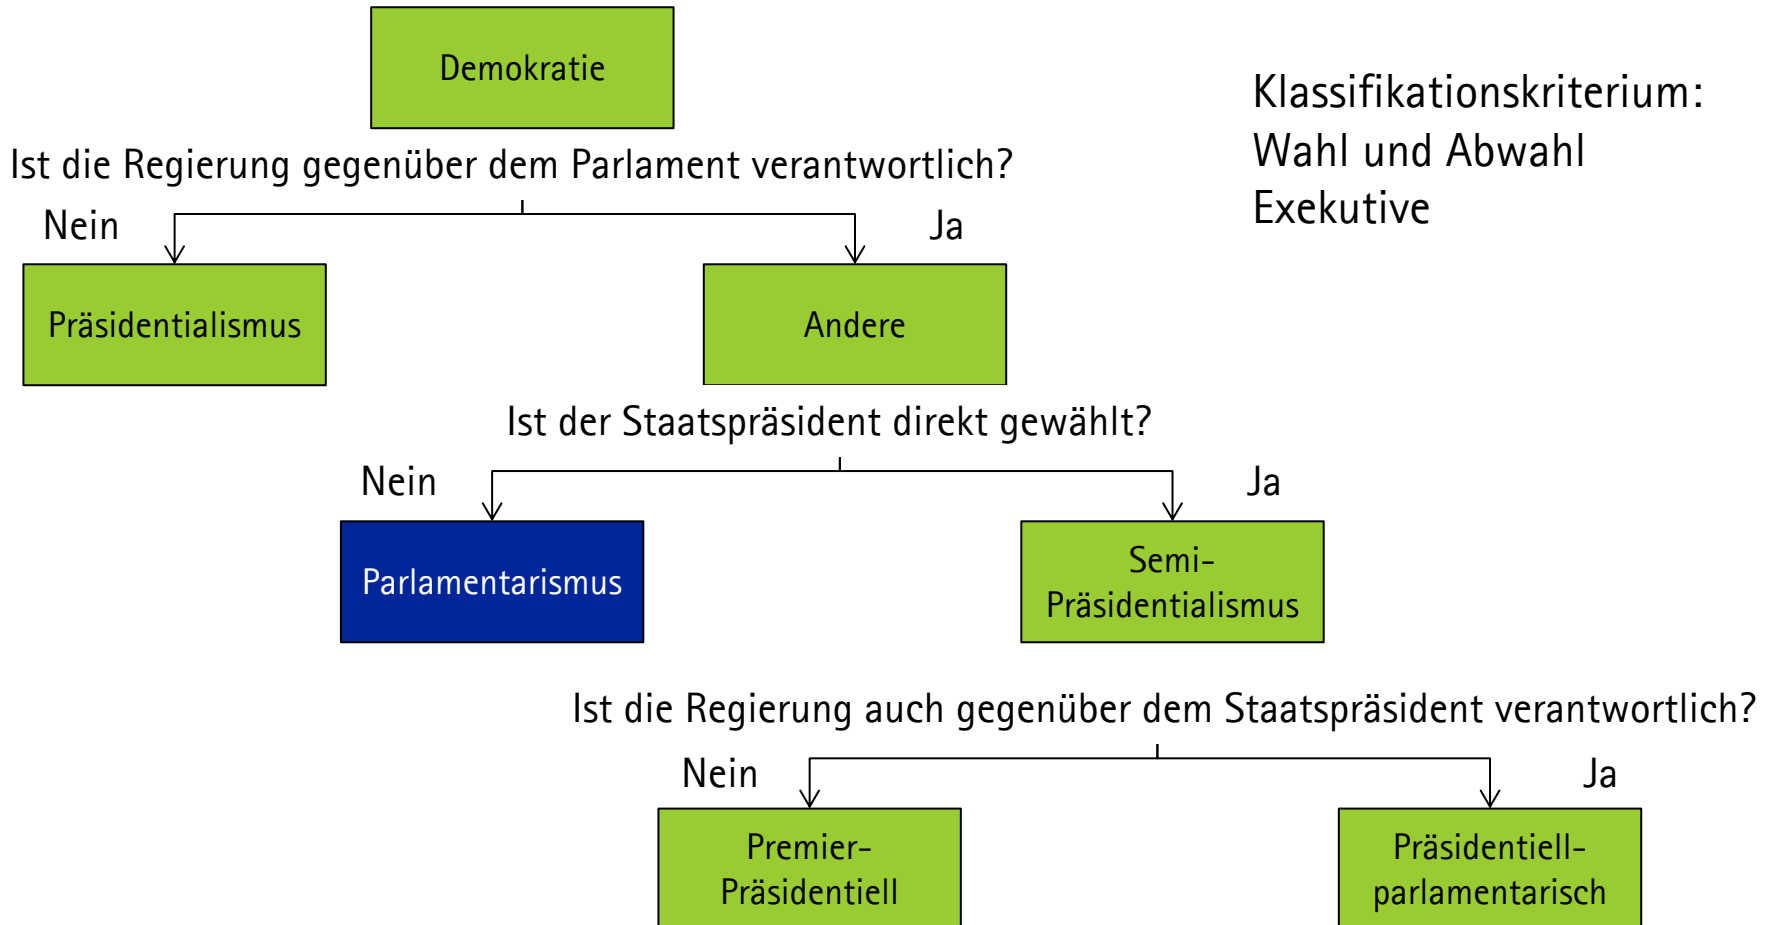 Demokratie
Klassifikationskriterium:
Wahl und Abwahl
Exekutive
Ist die Regierung gegenüber dem Parlament verantwortlich?
Nein
Ja
Präsidentialismus
Andere
Ist der Staatspräsident direkt gewählt?
Nein
Ja
Parlamentarismus
Semi-
Präsidentialismus
Ist die Regierung auch gegenüber dem Staatspräsident verantwortlich?
Nein
Ja
Premier-
Präsidentiell
Präsidentiell-
parlamentarisch